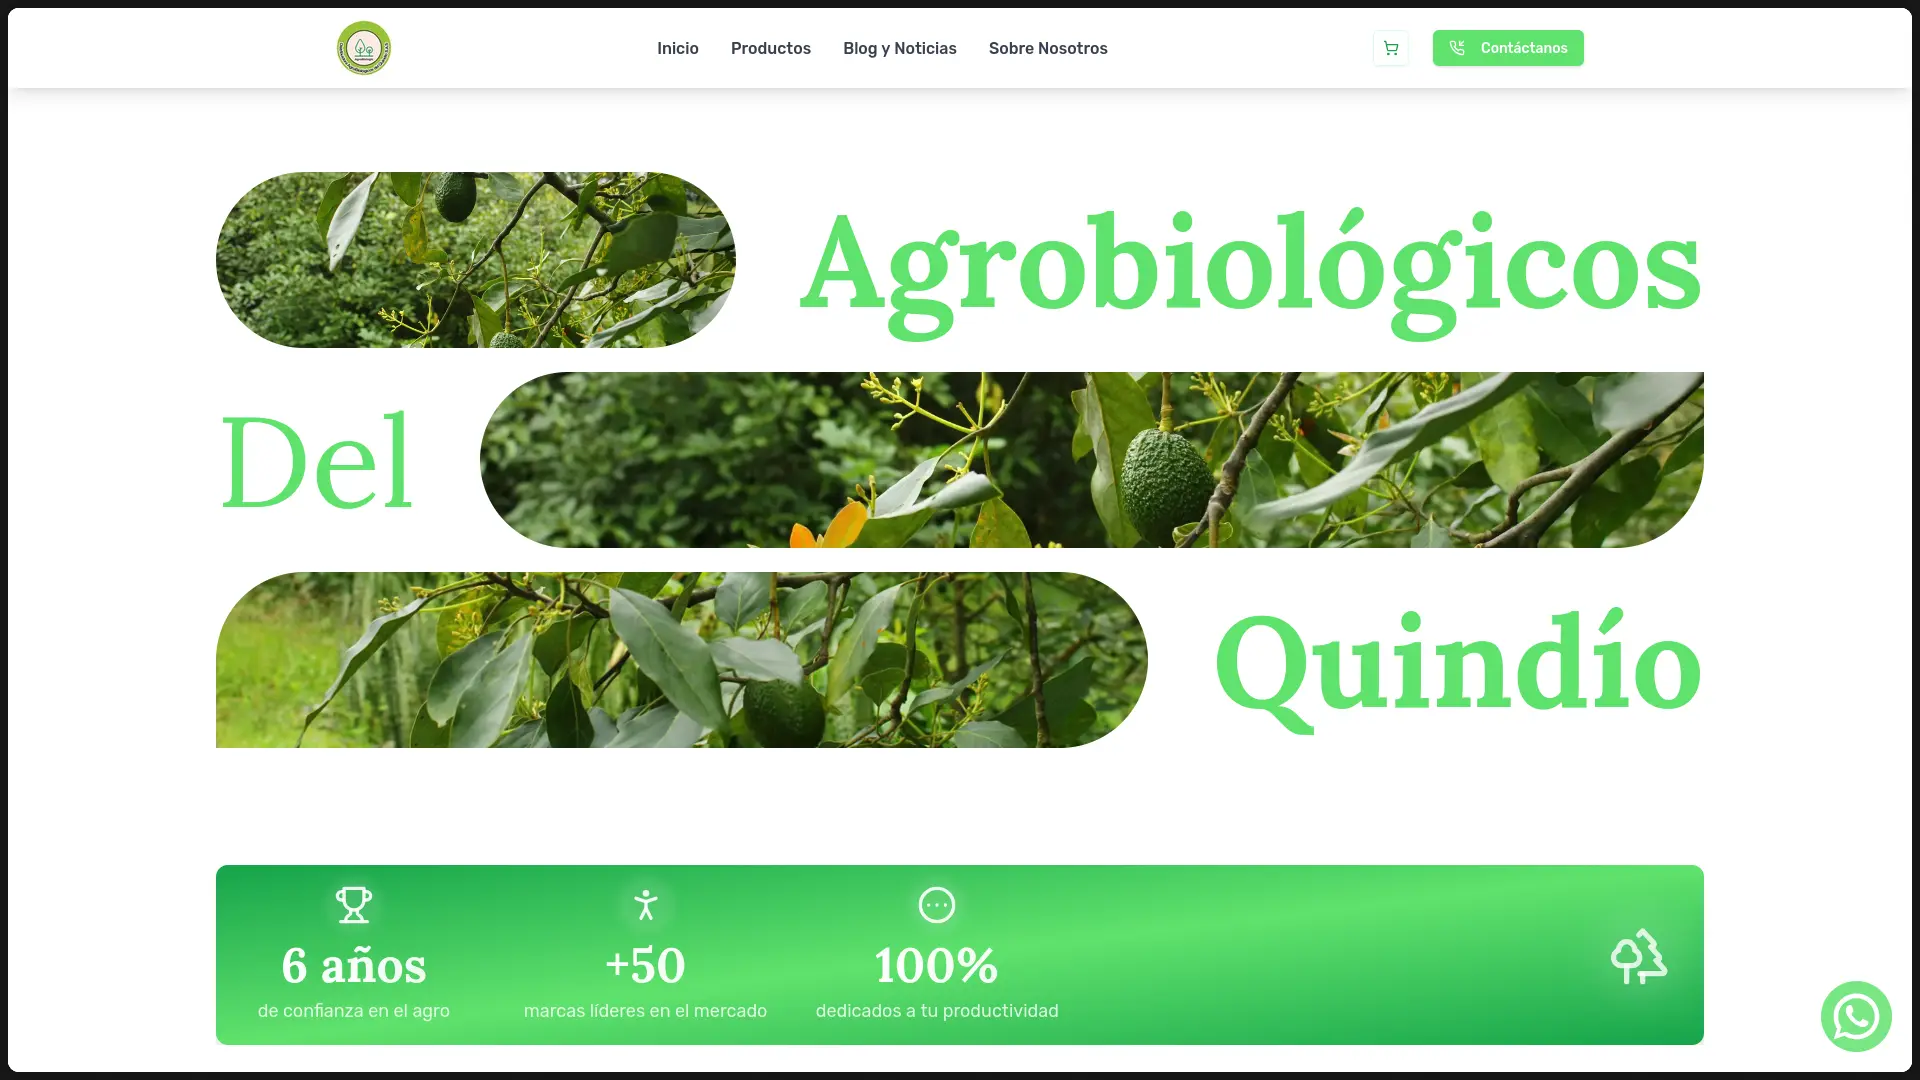 Inicio Productos Blog y Noticias Sobre Nosotros Contáctanos
Agrobiológicos
Del
Quindío
6 años +50 100%
de confianza en el agro marcas líderes en el mercado dedicados a tu productividad